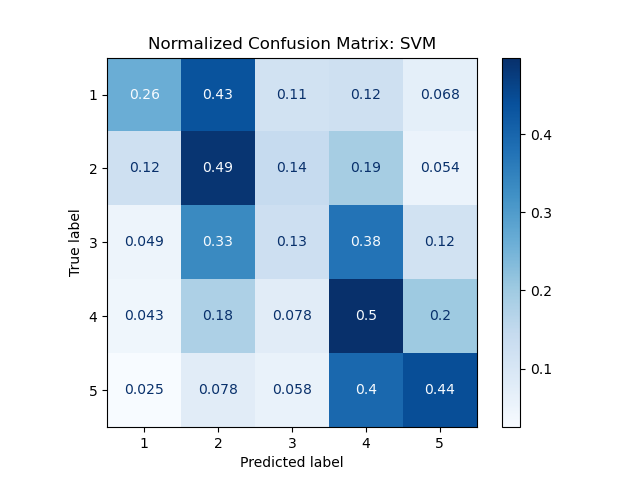 Normalized Confusion Matrix: SVM
True label
1 0.26 0.43 0.11 0.12 0.068
2 0.12 0.49 0.14 0.19 0.054
3 0.049 0.33 0.13 0.38 0.12
4 0.043 0.18 0.078 0.5 0.2
5 0.025 0.078 0.058 0.4 0.44
1 2 3 4 5
Predicted label
0.4
0.3
0.2
0.1